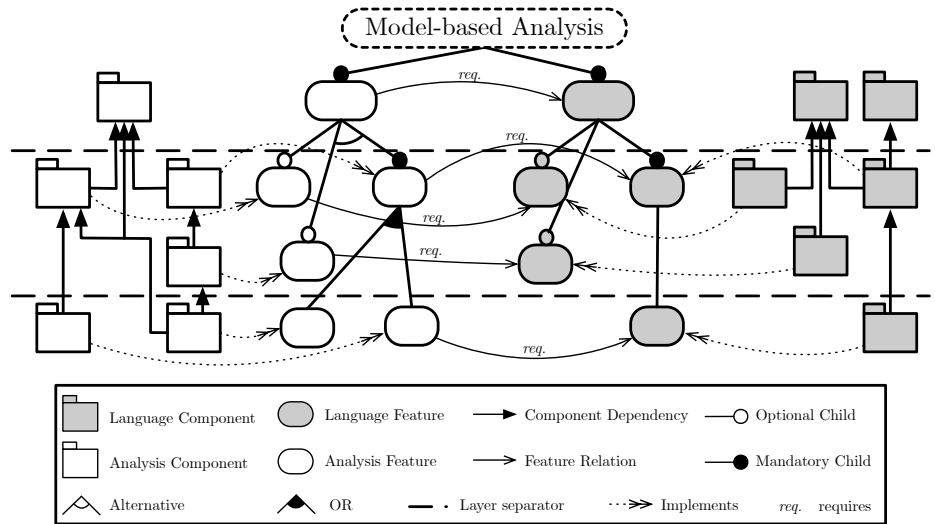 Model-based Analysis
req.
req.
req.
req.
req.
Language Component
Language Feature
Component Dependency
Optional Child
Analysis Component
Analysis Feature
Feature Relation
Mandatory Child
Alternative
OR
Layer separator
Implements
req. requires